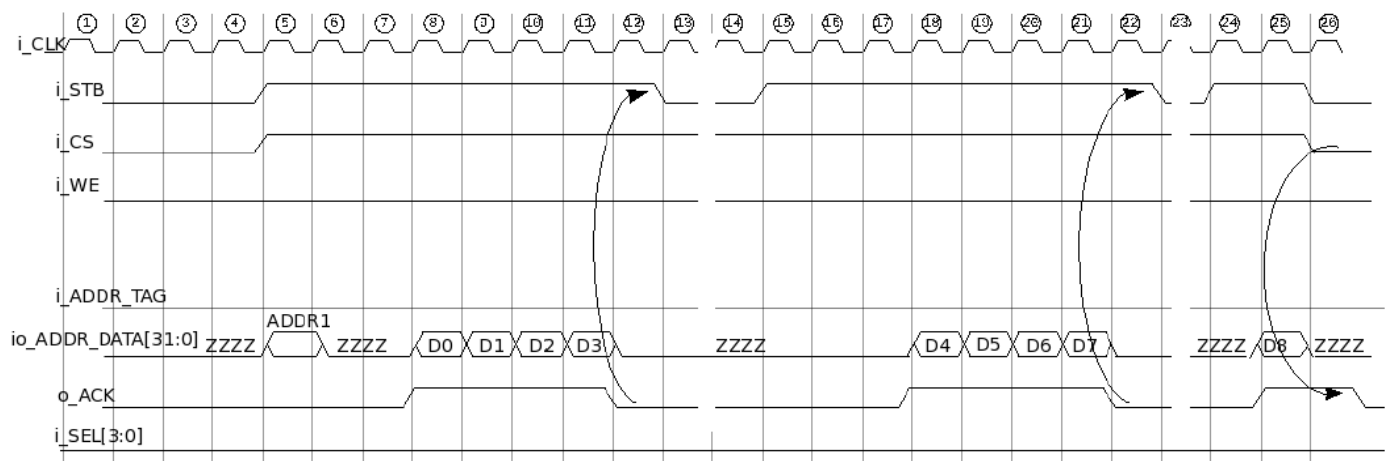 1 2 3 4 5 6 7 8 9 10 11 12 13 14 15 16 17 18 19 20 21 22 23 24 25 26
i_CLK
i_STB
i_CS
i_WE
i_ADDR_TAG
ADDR1
io_ADDR_DATA[31:0] ZZZZ ZZZZ D0 D1 D2 D3 ZZZZ D4 D5 D6 D7 ZZZZ D8 ZZZZ
o_ACK
i_SEL[3:0]